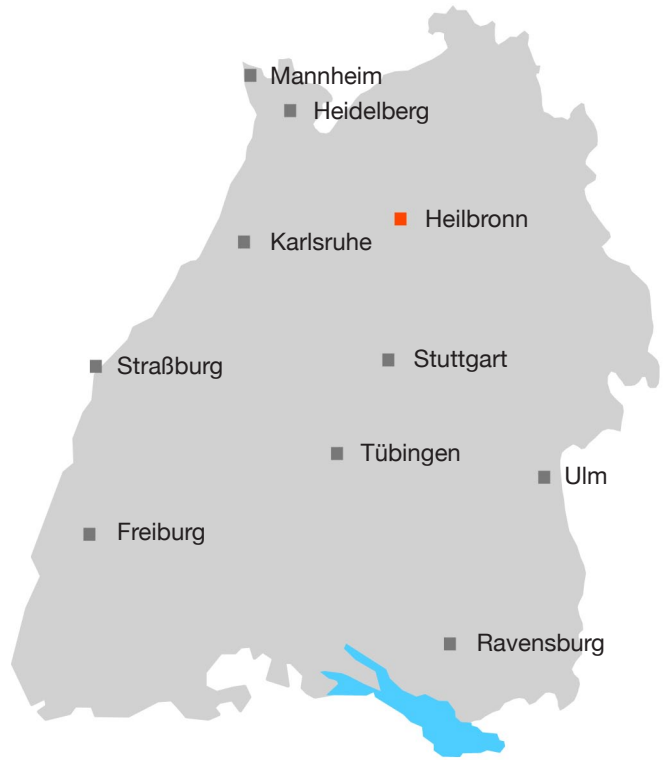 Mannheim
Heidelberg
Heilbronn
Karlsruhe
Straßburg
Stuttgart
Tübingen
Ulm
Freiburg
Ravensburg